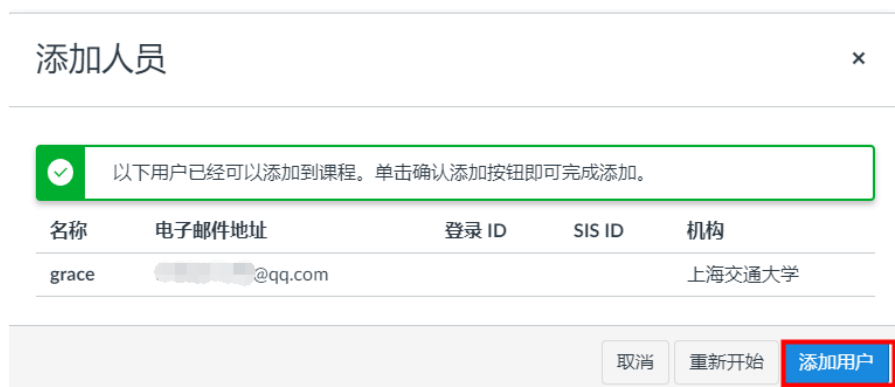 添加人员
×
以下用户已经可以添加到课程。单击确认添加按钮即可完成添加。
名称 电子邮件地址 登录 ID SIS ID 机构
grace @qq.com 上海交通大学
取消 重新开始 添加用户